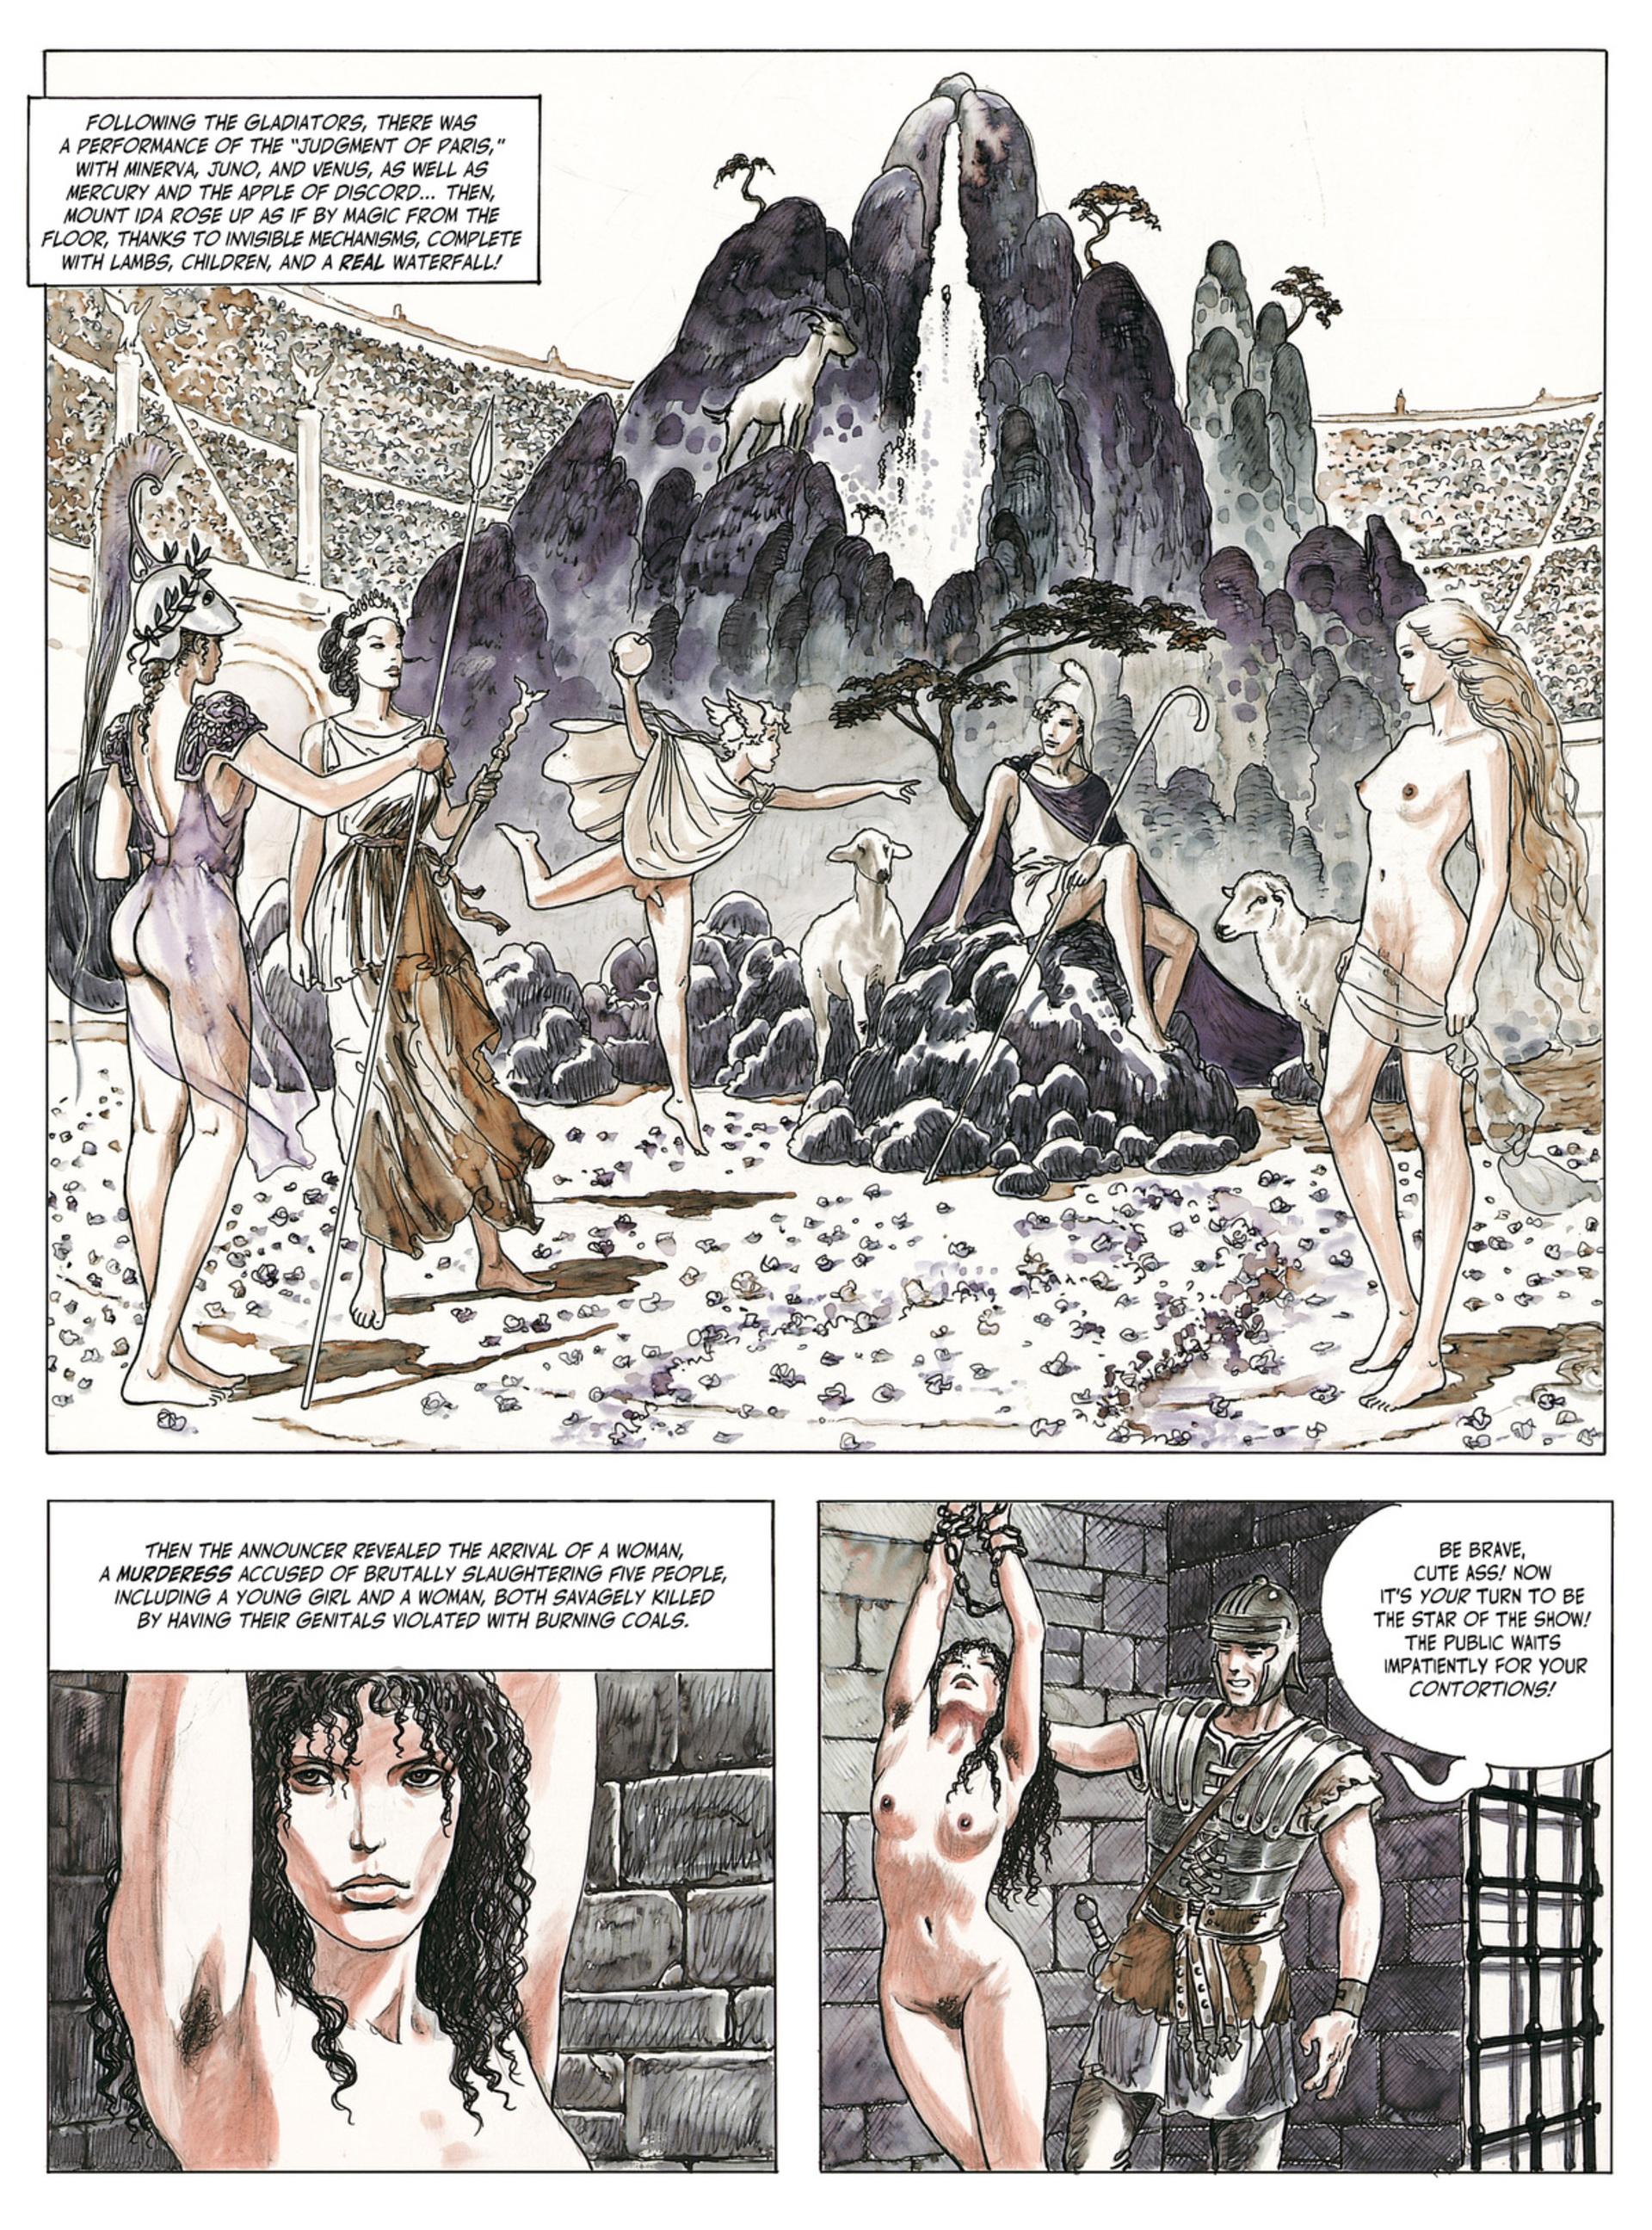 FOLLOWING THE GLADIATORS, THERE WAS
A PERFORMANCE OF THE "JUDGMENT OF PARIS,"
WITH MINERVA, JUNO, AND VENUS, AS WELL AS
MERCURY AND THE APPLE OF DISCORD... THEN,
MOUNT IDA ROSE UP AS IF BY MAGIC FROM THE
FLOOR, THANKS TO INVISIBLE MECHANISMS, COMPLETE
WITH LAMBS, CHILDREN, AND A REAL WATERFALL!
THEN THE ANNOUNCER REVEALED THE ARRIVAL OF A WOMAN,
A MURDERESS ACCUSED OF BRUTALLY SLAUGHTERING FIVE PEOPLE,
INCLUDING A YOUNG GIRL AND A WOMAN, BOTH SAVAGELY KILLED
BY HAVING THEIR GENITALS VIOLATED WITH BURNING COALS.
BE BRAVE,
CUTE ASS! NOW
IT'S YOUR TURN TO BE
THE STAR OF THE SHOW!
THE PUBLIC WAITS
IMPATIENTLY FOR YOUR
CONTORTIONS!